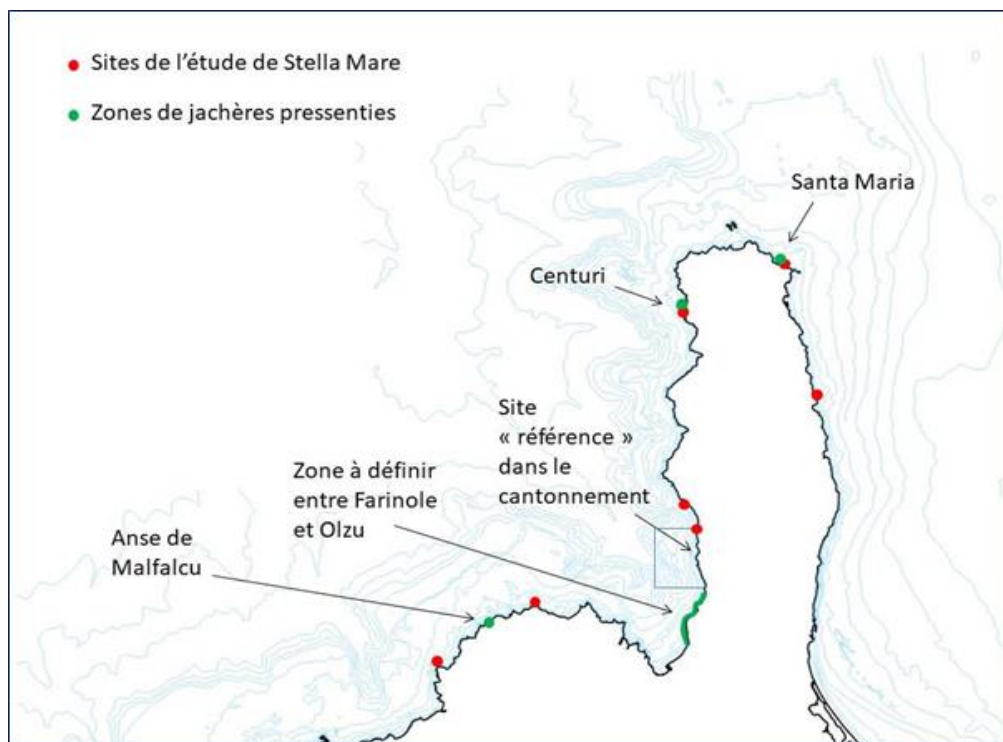 Sites de l'étude de Stella Mare
Zones de jachères pressenties
Santa Maria
Centuri
Site
« référence »
dans le
cantonnement
Zone à définir
entre Farinole
et Olzu
Anse de
Malfalcu